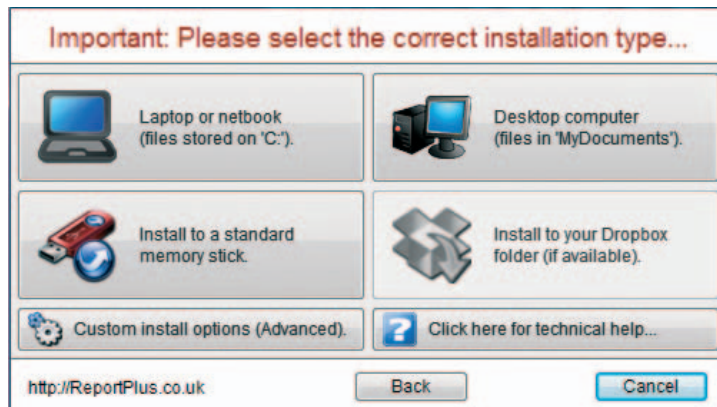 Important: Please select the correct installation type...
Laptop or netbook
(files stored on 'C:').
Desktop computer
(files in 'MyDocuments').
Install to a standard
memory stick.
Install to your Dropbox
folder (if available).
Custom install options (Advanced).
Click here for technical help...
http://ReportPlus.co.uk
Back
Cancel